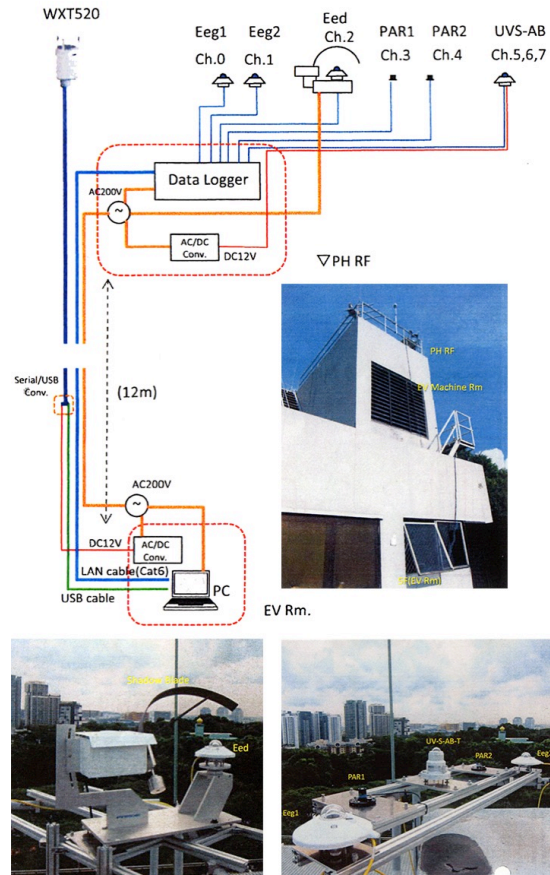 WXT520
Eeg1
Ch.0
Eeg2
Ch.1
Eed
Ch.2
PAR1
Ch.3
PAR2
Ch.4
UVS-AB
Ch.5,6,7
Data Logger
AC200V
~
AC/DC
Conv.
DC12V
▽PH RF
PH RF
EV Machine Rm
Serial/USB
Conv.
(12m)
AC200V
~
DC12V
AC/DC
Conv.
LAN cable(Cat6)
USB cable
PC
EV Rm.
(EV Rm)
Eed
UV-S-AB-T
PAR1
PAR2
Eeg1